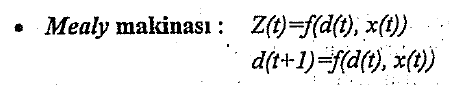 • Mealy makinası : Z(t)=f(d(t), x(t))
d(t+1)=f(d(t), x(t))